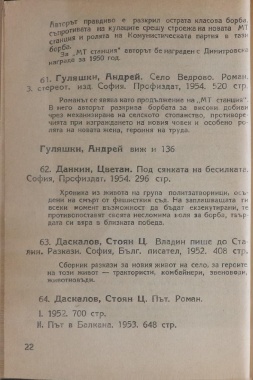 Авторът правдиво е разкрил острата класова борба,
съпротивата на кулаците срещу строежа на новата МТ
станция и ролята на Комунистическата партия в тази
борба.
За „МТ станция" авторът бе награден с Димитровска
награда за 1950 год.
61. Гуляшки, Андрей. Село Ведрово. Роман.
3. стереот. изд. София, Профиздат, 1954. 520 стр.
Романът се явява като продължение на „МТ станция".
В него авторът разкрива борбата за високи добиви
чрез механизиране на селското стопанство, противоре-
чията при изграждането на новия човек и особено ро-
лята на новата жена, героиня на труда.
Гуляшки, Андрей виж и 136
62. Данкин, Цветан. Под сянката на бесилката.
София, Профиздат, 1954. 296 стр.
Хроника из живота на група политзатворници, осъ-
дени на смърт от фашисткия съд. На заплашващата ги
всеки момент възможност да бъдат екзекутирани, те
противопоставят своята несломима воля за борба, твър-
дата си вяра в близката победа.
63. Даскалов, Стоян Ц. Владин пише до Ста-
лин. Разкази. София, Бълг. писател, 1952. 408 стр.
Сборник разкази за новия живот на село, за героите
на този живот — трактористи, комбайнери, звеноводки,

64. Даскалов, Стоян Ц. Път. Роман.
I. 1952. 700 стр.
II. Път в Балкана. 1953. 648 стр.
22